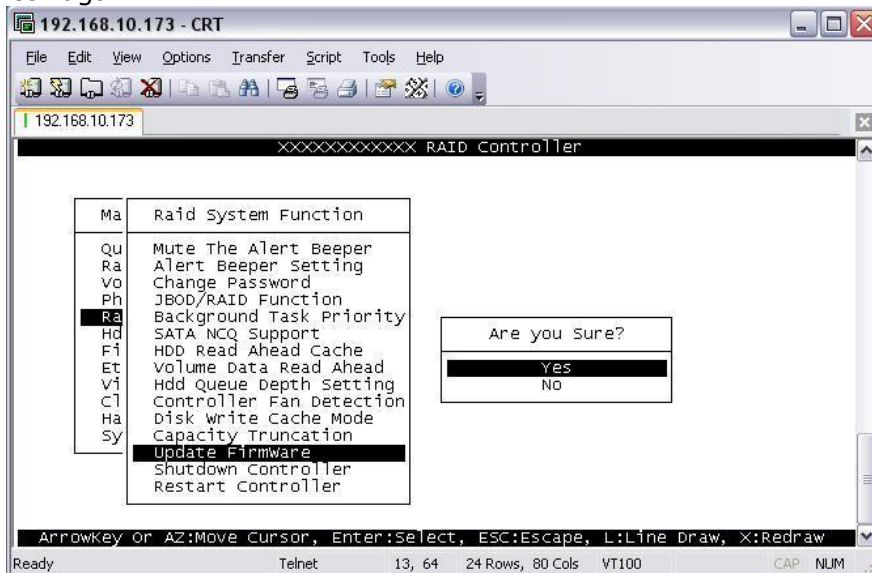 192.168.10.173 - CRT
File Edit View Options Transfer Script Tools Help
192.168.10.173
XXXXXXXXXXXX RAID Controller
Ma
Raid System Function
Qu
Mute The Alert Beeper
Ra
Alert Beeper Setting
Vo
Change Password
Ph
JBOD/RAID Function
Ra
Background Task Priority
Hd
SATA NCQ Support
Fi
HDD Read Ahead Cache
Et
Volume Data Read Ahead
Vi
Hdd Queue Depth Setting
Cl
Controller Fan Detection
Ha
Disk Write Cache Mode
Sy
Capacity Truncation
Update FirmWare
Shutdown Controller
Restart Controller
Are you Sure?
Yes
No
ArrowKey Or AZ:Move Cursor, Enter:Select, ESC:Escape, L:Line Draw, X:Redraw
Ready Telnet 13, 64 24 Rows, 80 Cols VT100 CAP NUM